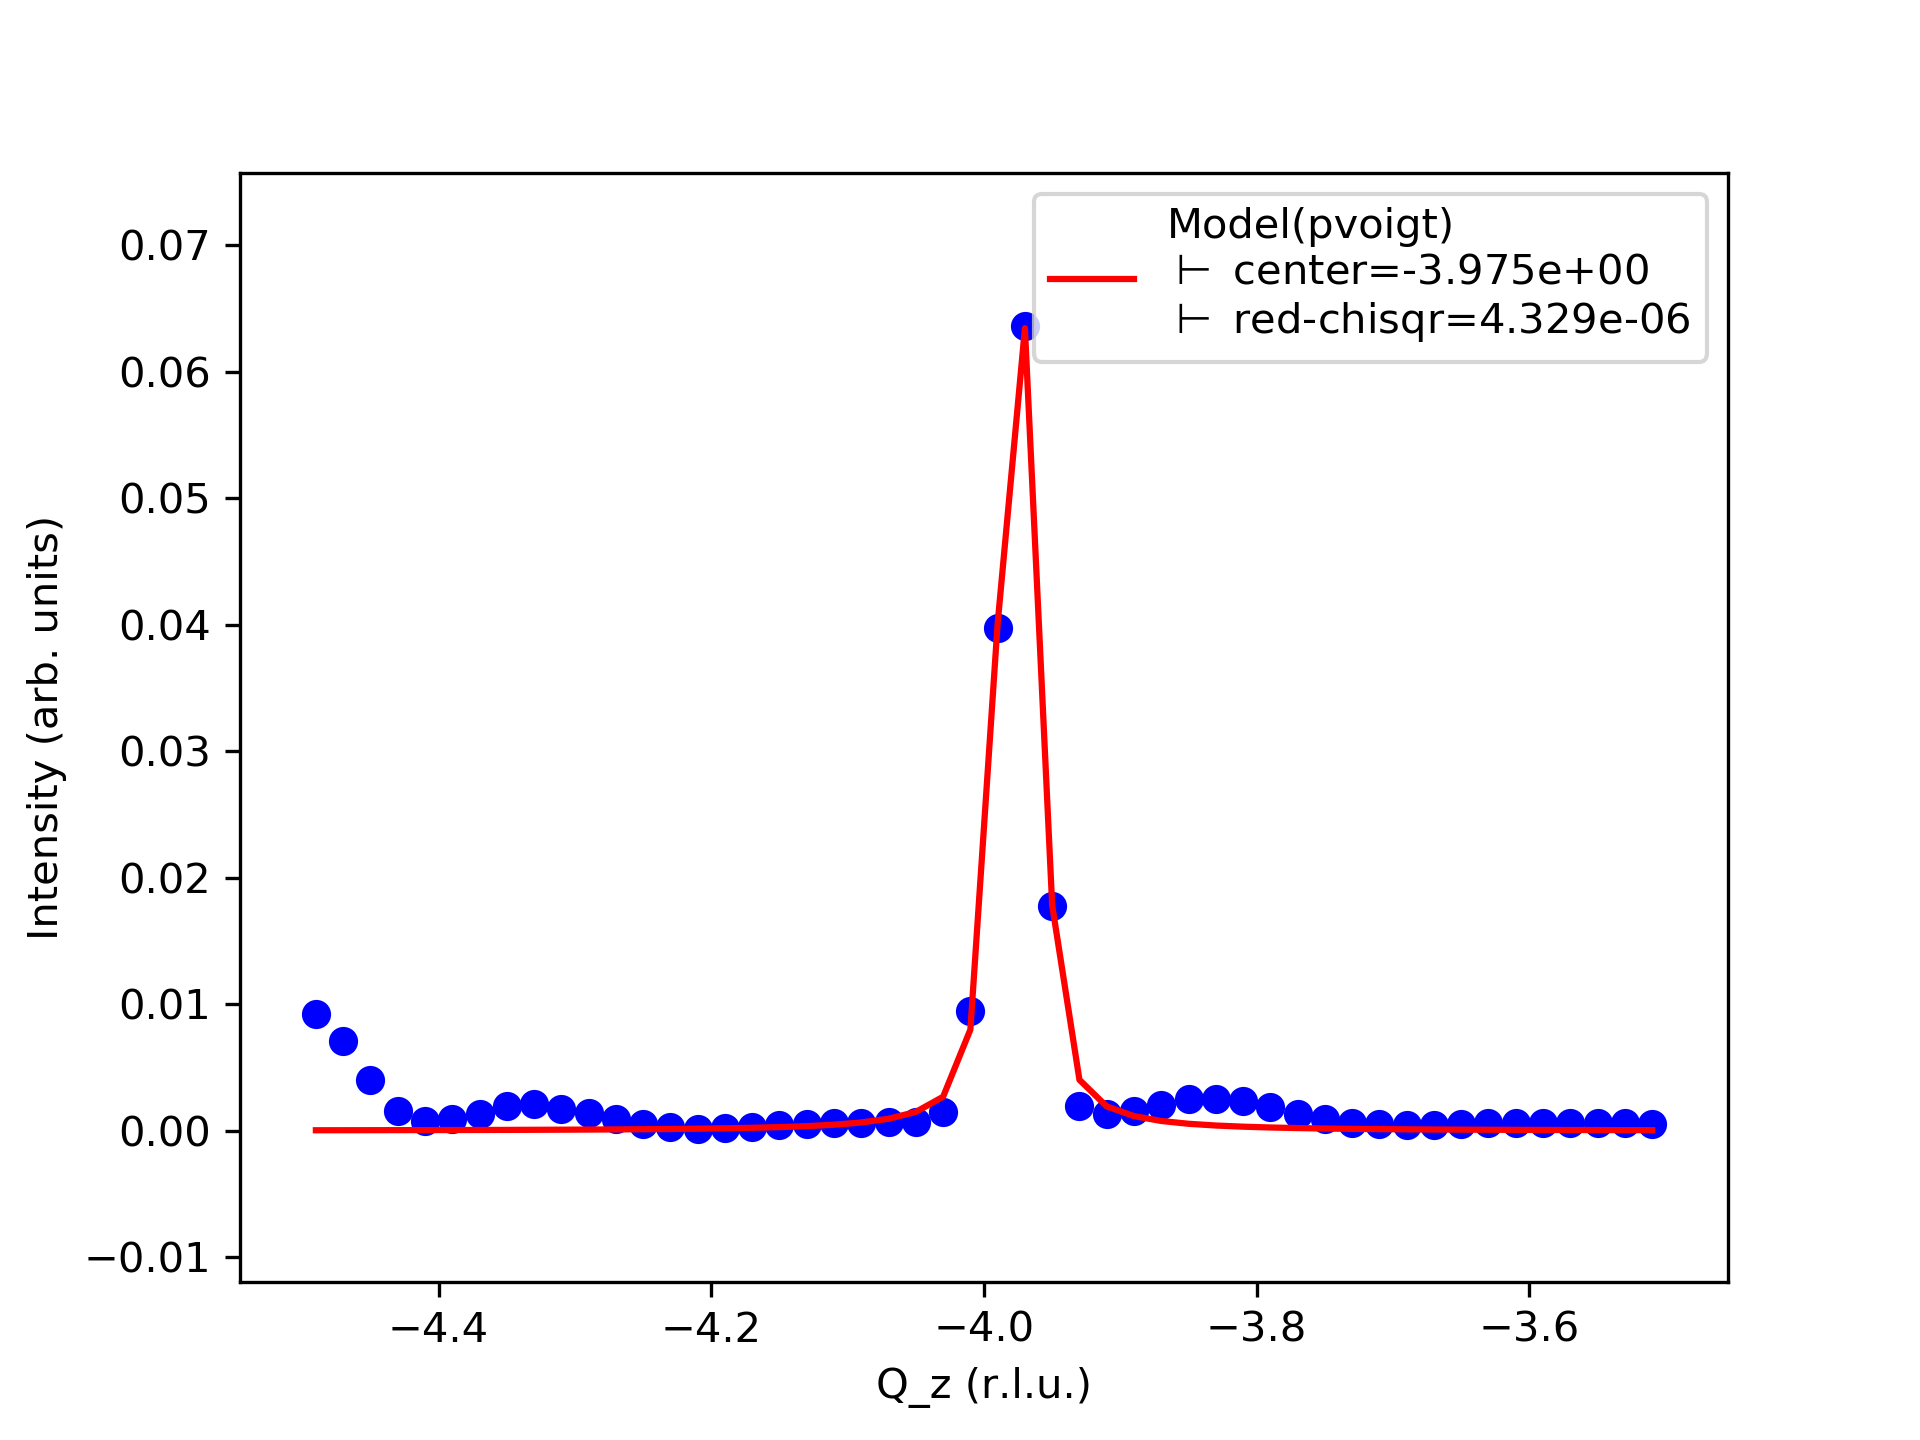 Model(pvoigt)
⊢ center=-3.975e+00
⊢ red-chisqr=4.329e-06
0.07
0.06
0.05
0.04
0.03
0.02
0.01
0.00
−0.01
Intensity (arb. units)
−4.4 −4.2 −4.0 −3.8 −3.6
Q_z (r.l.u.)